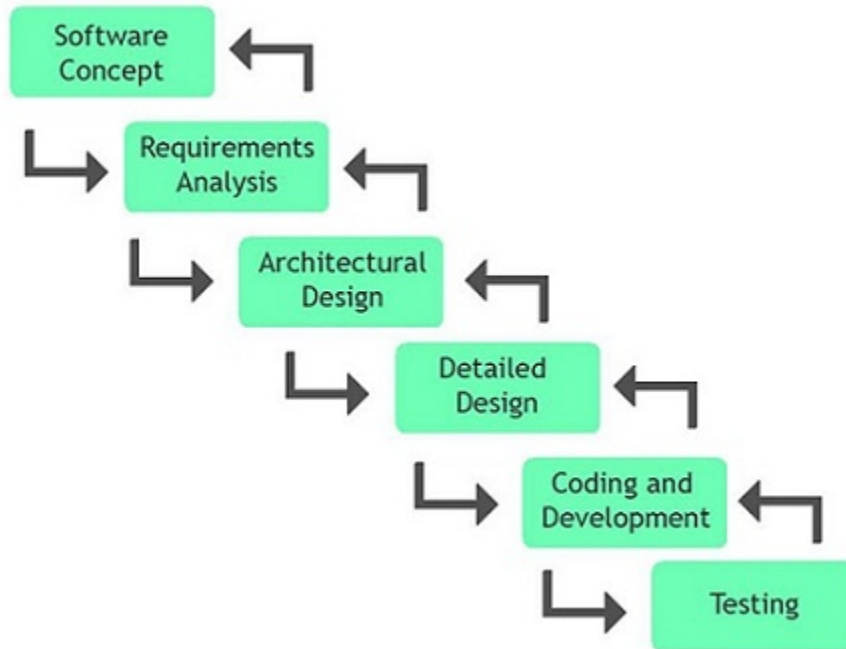 Software
Concept
Requirements
Analysis
Architectural
Design
Detailed
Design
Coding and
Development
Testing